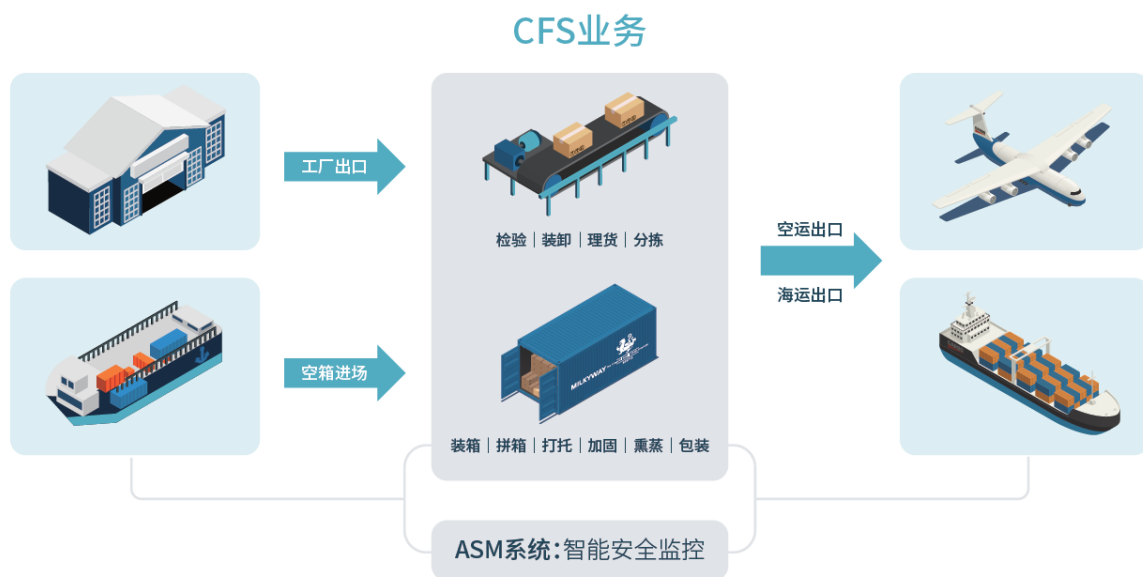 CFS业务
工厂出口
检验｜装卸｜理货｜分拣
空运出口
海运出口
空箱进场
MILKYWAY
装箱｜拼箱｜打托｜加固｜熏蒸｜包装
ASM系统：智能安全监控